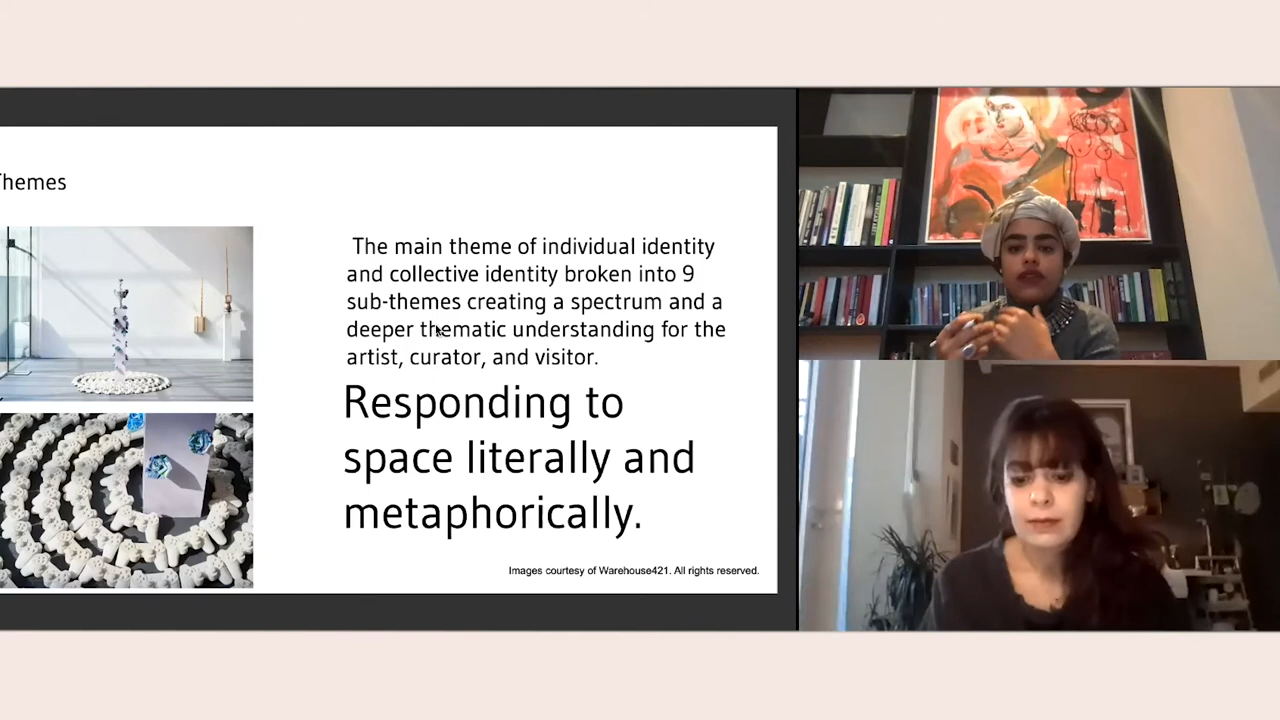 Themes
The main theme of individual identity
and collective identity broken into 9
sub-themes creating a spectrum and a
deeper thematic understanding for the
artist, curator, and visitor.
Responding to
space literally and
metaphorically.
Images courtesy of Warehouse421. All rights reserved.